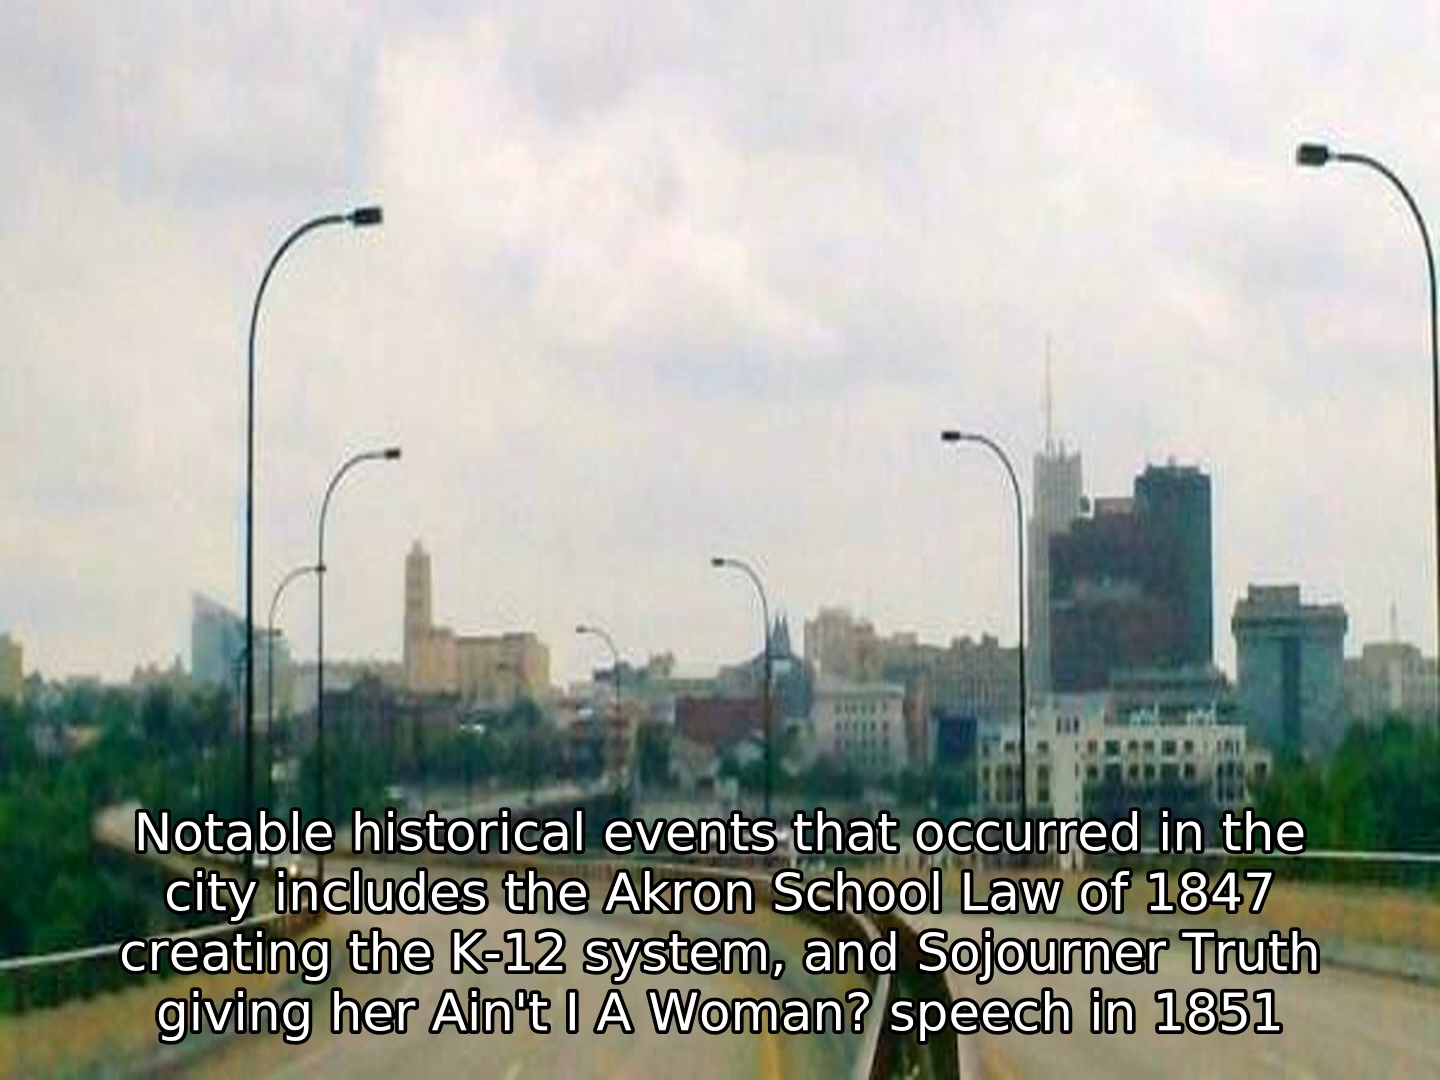 Notable historical events that occurred in the
city includes the Akron School Law of 1847
creating the K-12 system, and Sojourner Truth
giving her Ain't I A Woman? speech in 1851